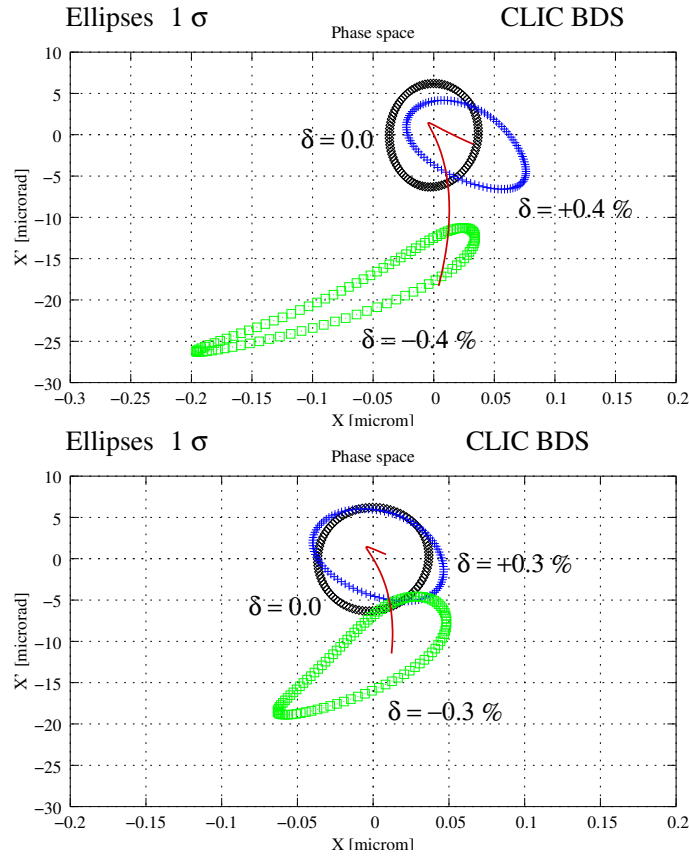 Ellipses 1 σ CLIC BDS
Phase space
10
5
0
−5
−10
−15
−20
−25
−30
X' [microrad]
δ = 0.0
δ = +0.4 %
δ = −0.4 %
−0.3 −0.25 −0.2 −0.15 −0.1 −0.05 0 0.05 0.1 0.15 0.2
X [microm]
Ellipses 1 σ CLIC BDS
Phase space
10
5
0
−5
−10
−15
−20
−25
−30
X' [microrad]
δ = +0.3 %
δ = 0.0
δ = −0.3 %
−0.2 −0.15 −0.1 −0.05 0 0.05 0.1 0.15 0.2
X [microm]